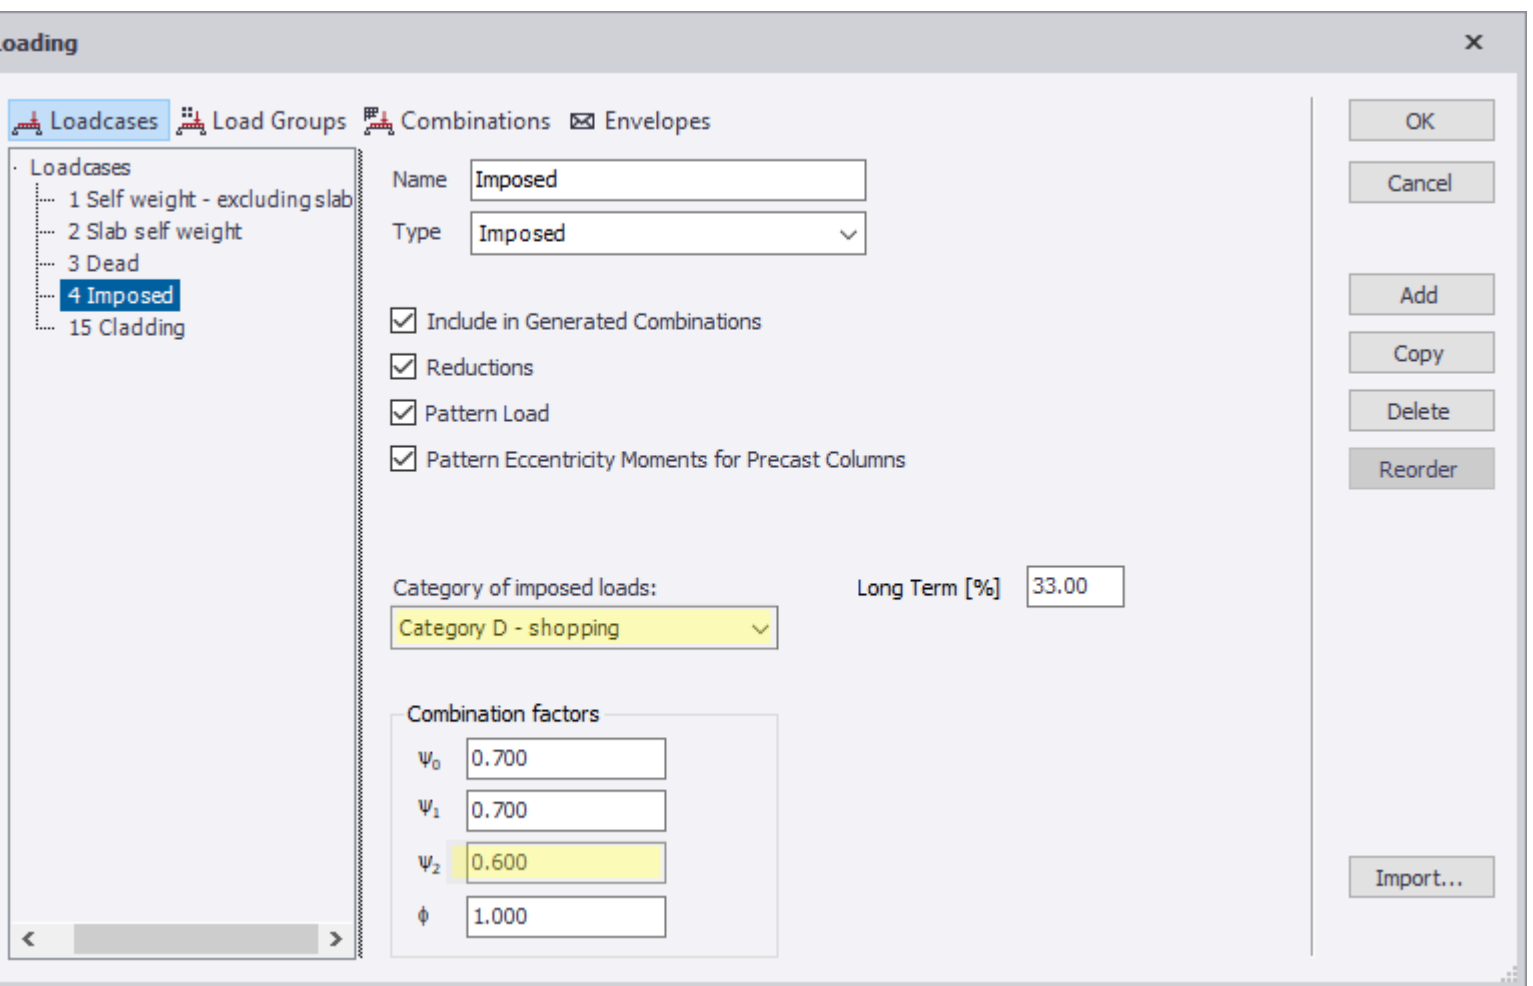 Loading
Loadcases Load Groups Combinations Envelopes
Loadcases
1 Self weight - excluding slab
2 Slab self weight
3 Dead
4 Imposed
15 Cladding
Name Imposed
Type Imposed
Include in Generated Combinations
Reductions
Pattern Load
Pattern Eccentricity Moments for Precast Columns
Category of imposed loads:
Category D - shopping
Long Term [%] 33.00
Combination factors
Ψ₀ 0.700
Ψ₁ 0.700
Ψ₂ 0.600
ϕ 1.000
OK
Cancel
Add
Copy
Delete
Reorder
Import...